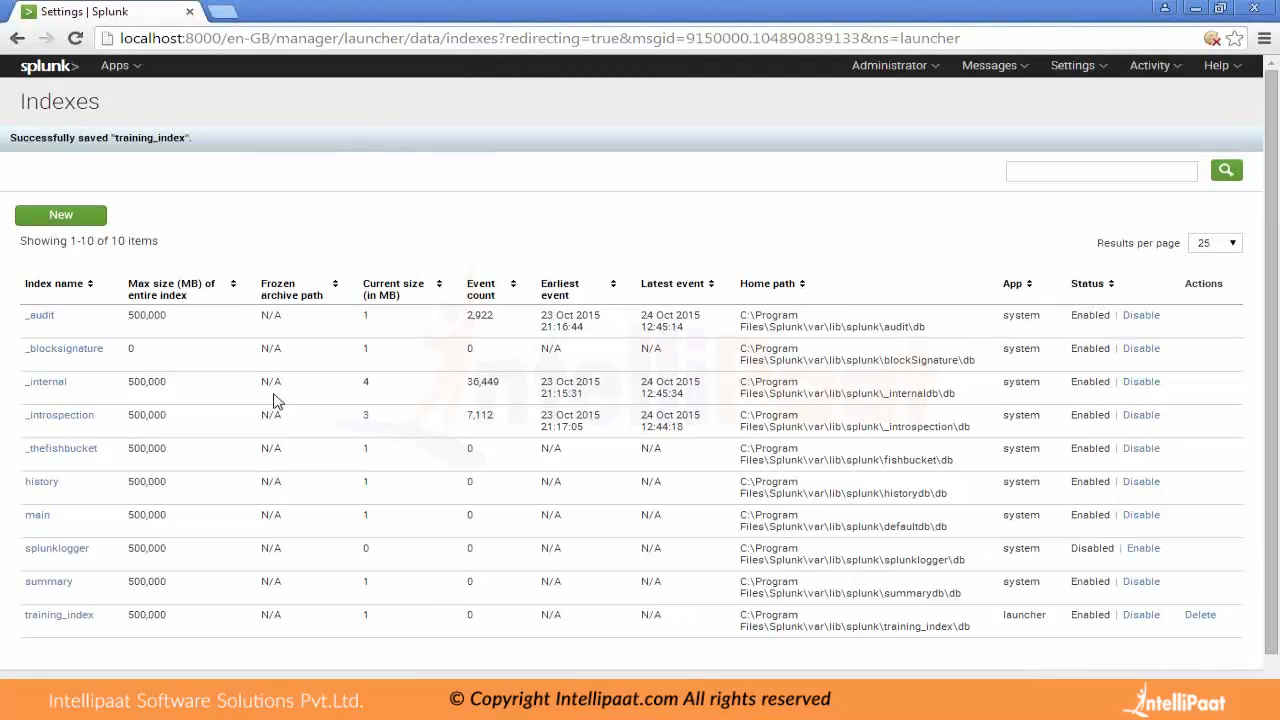 Settings | Splunk
localhost:8000/en-GB/manager/launcher/data/indexes?redirecting=true&msgid=9150000.104890839133&ns=launcher
splunk> Apps Administrator Messages Settings Activity Help
Indexes
Successfully saved "training_index".
New
Showing 1-10 of 10 items
Results per page 25
Index name Max size (MB) of entire index Frozen archive path Current size (in MB) Event count Earliest event Latest event Home path App Status Actions
_audit 500,000 N/A 1 2,922 23 Oct 2015 21:16:44 24 Oct 2015 12:45:14 C:\Program Files\Splunk\var\lib\splunk\audit\db system Enabled | Disable
_blocksignature 0 N/A 1 0 N/A N/A C:\Program Files\Splunk\var\lib\splunk\blockSignature\db system Enabled | Disable
_internal 500,000 N/A 4 36,449 23 Oct 2015 21:15:31 24 Oct 2015 12:45:34 C:\Program Files\Splunk\var\lib\splunk\_internaldb\db system Enabled | Disable
_introspection 500,000 N/A 3 7,112 23 Oct 2015 21:17:05 24 Oct 2015 12:44:18 C:\Program Files\Splunk\var\lib\splunk\_introspection\db system Enabled | Disable
_thefishbucket 500,000 N/A 1 0 N/A N/A C:\Program Files\Splunk\var\lib\splunk\fishbucket\db system Enabled | Disable
history 500,000 N/A 1 0 N/A N/A C:\Program Files\Splunk\var\lib\splunk\historydb\db system Enabled | Disable
main 500,000 N/A 1 0 N/A N/A C:\Program Files\Splunk\var\lib\splunk\defaultdb\db system Enabled | Disable
splunklogger 500,000 N/A 0 0 N/A N/A C:\Program Files\Splunk\var\lib\splunk\splunklogger\db system Disabled | Enable
summary 500,000 N/A 1 0 N/A N/A C:\Program Files\Splunk\var\lib\splunk\summarydb\db system Enabled | Disable
training_index 500,000 N/A 1 0 N/A N/A C:\Program Files\Splunk\var\lib\splunk\training_index\db launcher Enabled | Disable Delete
Intellipaat
Intellipaat Software Solutions Pvt.Ltd. © Copyright Intellipaat.com All rights reserved IntelliPaat